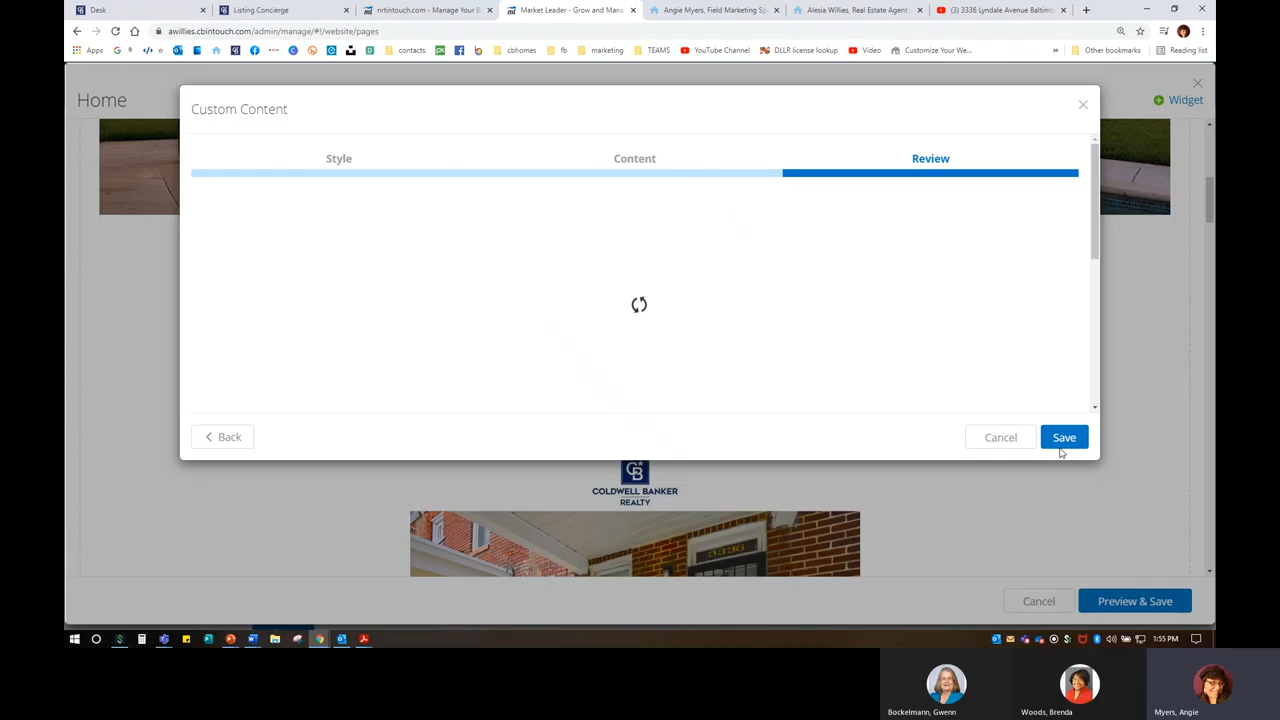 Desk
Listing Concierge
nrtintouch.com - Manage Your B
Market Leader - Grow and Man
Angie Myers, Field Marketing Sp
Alesia Willies, Real Estate Agent
(3) 3336 Lyndale Avenue Baltim
awillies.cbintouch.com/admin/manage/#!/website/pages
Apps
contacts
cbhomes
fb
marketing
TEAMS
YouTube Channel
DLLR license lookup
Video
Customize Your We...
Other bookmarks
Reading list
Home
Widget
Custom Content
Style
Content
Review
Back
Cancel
Save
CB
COLDWELL BANKER
REALTY
3336
Cancel
Preview & Save
1:55 PM
Bockelmann, Gwenn
Woods, Brenda
Myers, Angie